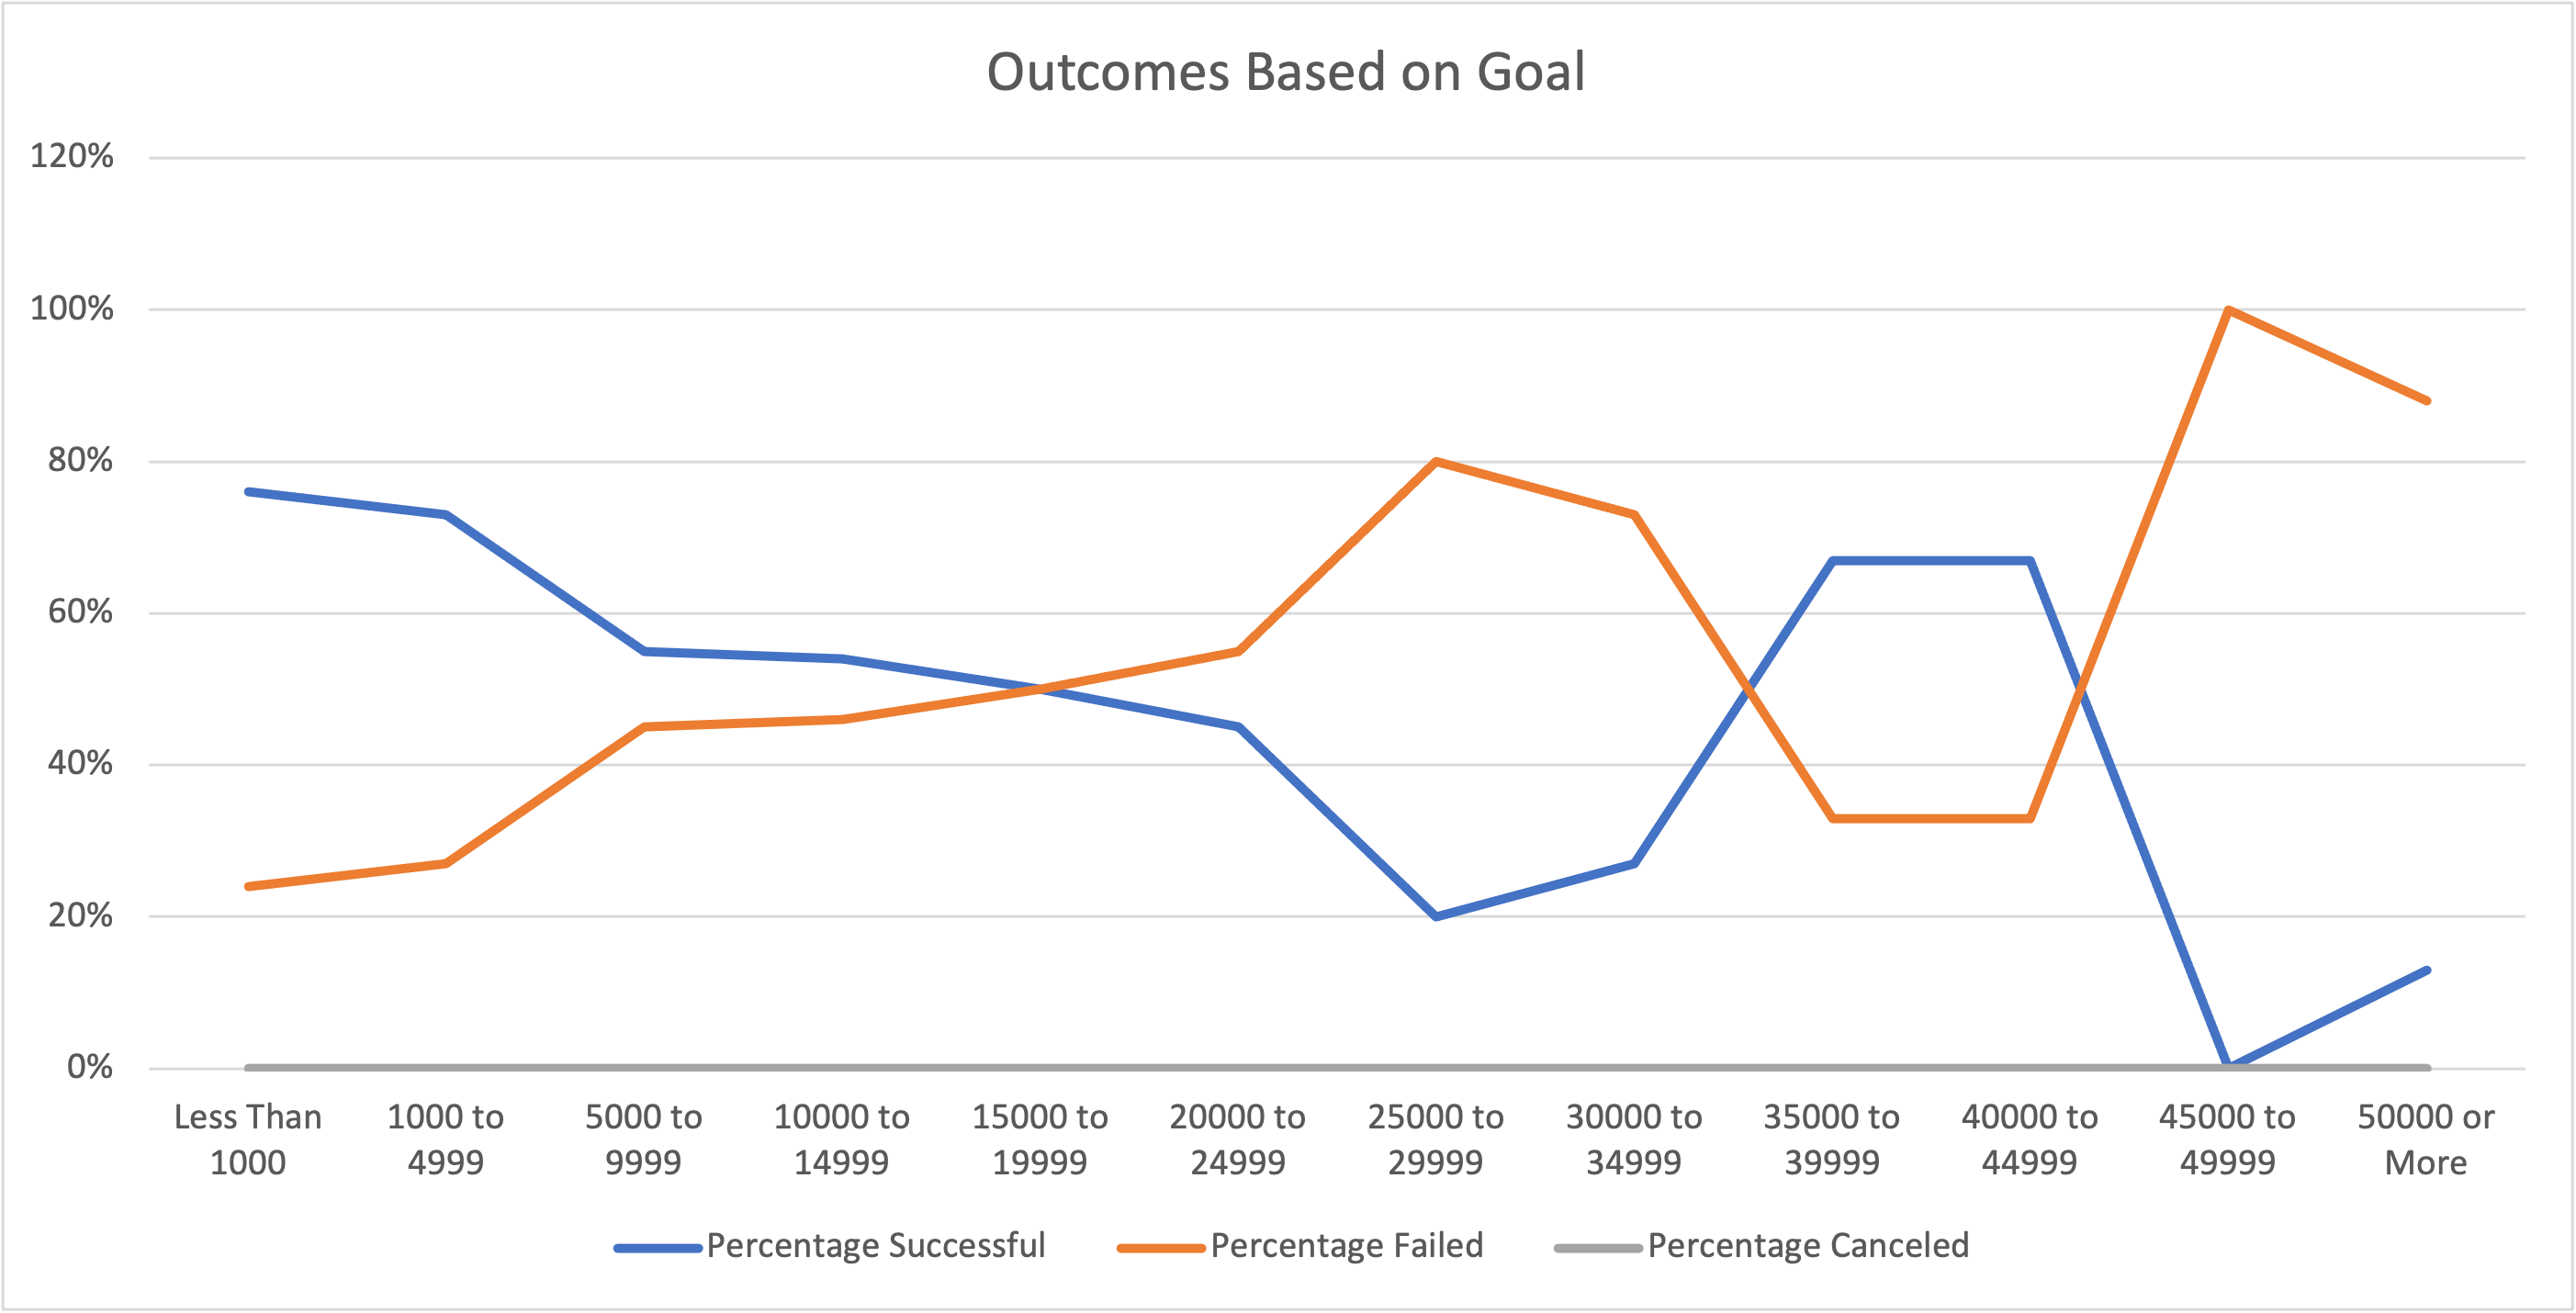 Outcomes Based on Goal
120%
100%
80%
60%
40%
20%
0%
Less Than 1000
1000 to 4999
5000 to 9999
10000 to 14999
15000 to 19999
20000 to 24999
25000 to 29999
30000 to 34999
35000 to 39999
40000 to 44999
45000 to 49999
50000 or More
Percentage Successful
Percentage Failed
Percentage Canceled